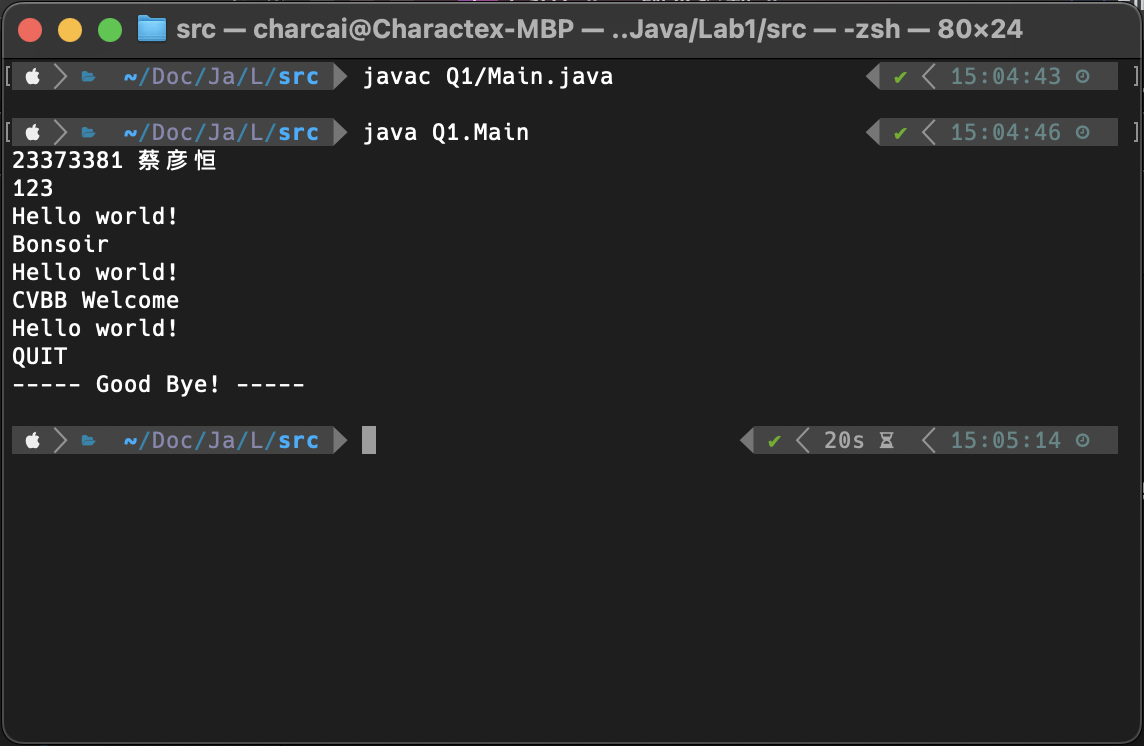 src — charcai@Charactex-MBP — ..Java/Lab1/src — -zsh — 80×24
[ ~/Doc/Ja/L/src javac Q1/Main.java ✔ 15:04:43 ]
[ ~/Doc/Ja/L/src java Q1.Main ✔ 15:04:46 ]
23373381 蔡彦恒
123
Hello world!
Bonsoir
Hello world!
CVBB Welcome
Hello world!
QUIT
----- Good Bye! -----
~/Doc/Ja/L/src ✔ 20s 15:05:14